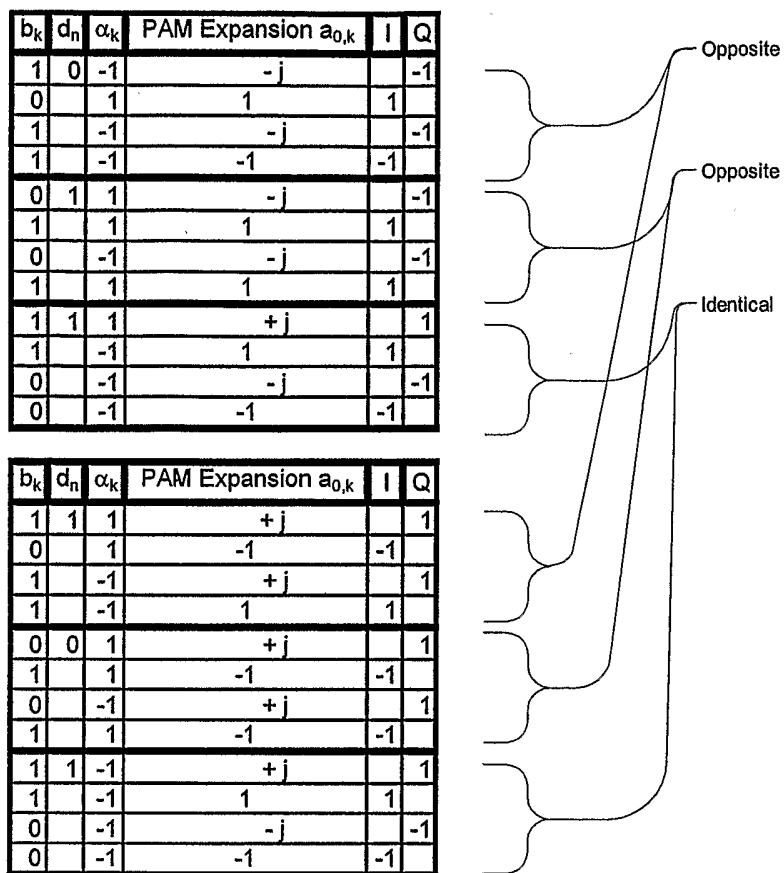 b_k d_n α_k PAM Expansion a_0,k I Q
1 0 -1 - j -1
0 1 1 1
1 -1 - j -1
1 -1 -1 -1
0 1 1 - j -1
1 1 1 1
0 -1 - j -1
1 1 1 1
1 1 1 + j 1
1 -1 1 1
0 -1 - j -1
0 -1 -1 -1
Opposite
Opposite
Identical
b_k d_n α_k PAM Expansion a_0,k I Q
1 1 1 + j 1
0 1 -1 -1
1 -1 + j 1
1 -1 1 1
0 0 1 + j 1
1 1 -1 -1
0 -1 + j 1
1 1 -1 -1
1 1 -1 + j 1
1 -1 1 1
0 -1 - j -1
0 -1 -1 -1